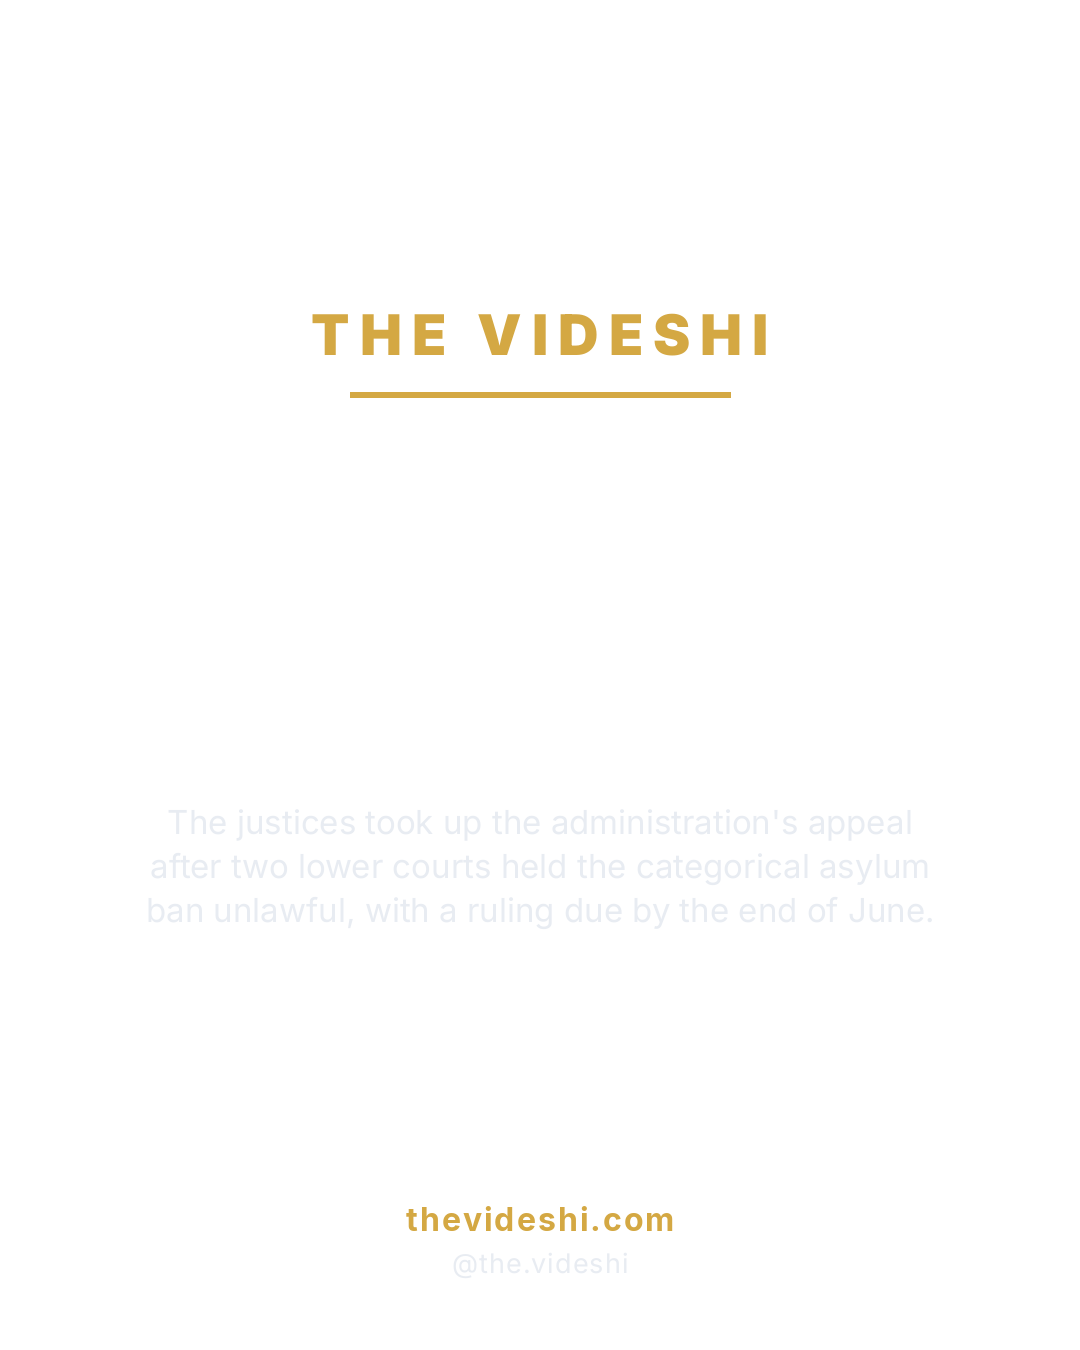 THE VIDESHI
The justices took up the administration's appeal
after two lower courts held the categorical asylum
ban unlawful, with a ruling due by the end of June.
thevideshi.com
@the.videshi